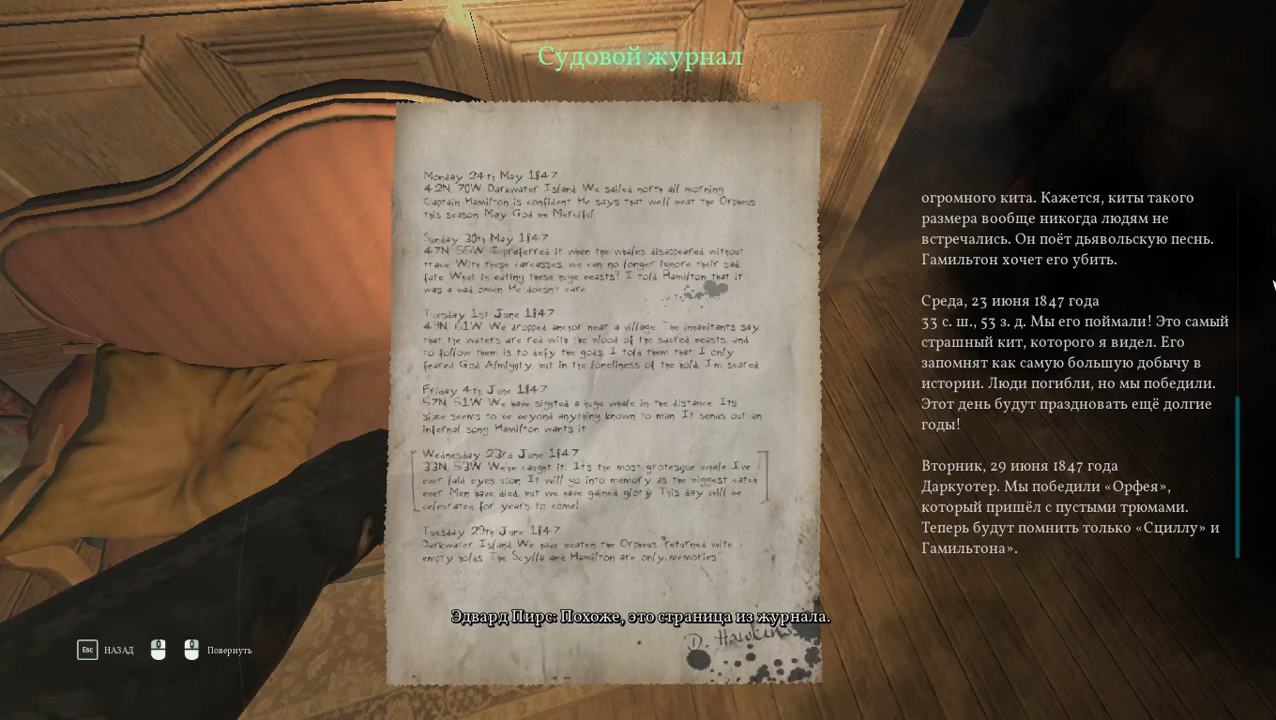 Судовой журнал
Monday 24th May 1847
42N 70W Darkwater Island We sailed north all morning
Captain Hamilton is confident He says that we'll beat the Orpheus
this season May God be Merciful
Sunday 30th May 1847
47N 55W I preferred it when the whales disappeared without
trace With these carcasses, we can no longer ignore their sad
fate What is eating these huge beasts? I told Hamilton that it
was a bad omen He doesn't care
Tuesday 1st June 1847
49N 61W We dropped anchor near a village The inhabitants say
that the waters are red with the blood of the sacred beasts, and
to follow them is to defy the gods I told them that I only
feared God Almighty but in the loneliness of the hold, I'm scared
Friday 4th June 1847
57N 51W We have sighted a huge whale in the distance Its
size seems to be beyond anything known to man It sends out an
infernal song Hamilton wants it
Wednesday 23rd June 1847
33N 53W We've caught it! It's the most grotesque whale I've
ever laid eyes upon It will go into memory as the biggest catch
ever Men have died, but we have gained glory This day will be
celebrated for years to come!
Tuesday 29th June 1847
Darkwater Island We have beaten the Orpheus returned with
empty holds The Scylla and Hamilton are only memories"
D. Hawkins
огромного кита. Кажется, киты такого
размера вообще никогда людям не
встречались. Он поёт дьявольскую песнь.
Гамильтон хочет его убить.
Среда, 23 июня 1847 года
33 с. ш., 53 з. д. Мы его поймали! Это самый
страшный кит, которого я видел. Его
запомнят как самую большую добычу в
истории. Люди погибли, но мы победили.
Этот день будут праздновать ещё долгие
годы!
Вторник, 29 июня 1847 года
Даркуотер. Мы победили «Орфея»,
который пришёл с пустыми трюмами.
Теперь будут помнить только «Сциллу» и
Гамильтона».
Эдвард Пирс: Похоже, это страница из журнала.
Esc НАЗАД Повернуть